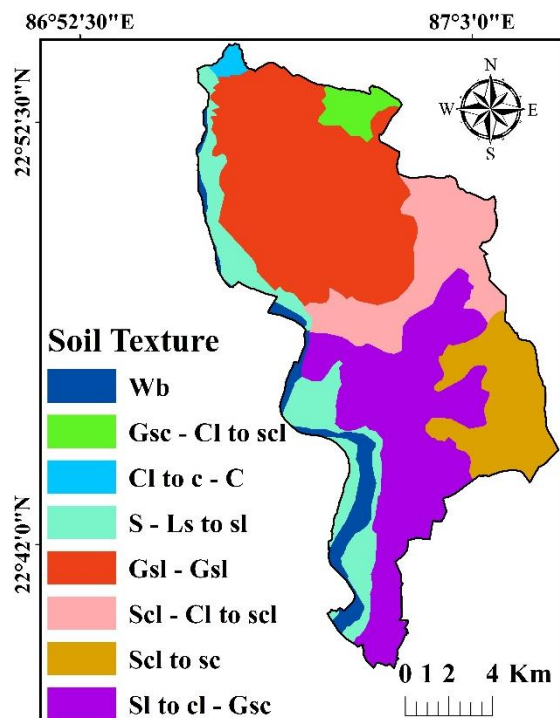 86°52'30"E 87°3'0"E
22°52'30"N
N
W E
S
Soil Texture
Wb
Gsc - Cl to scl
Cl to c - C
S - Ls to sl
Gsl - Gsl
Scl - Cl to scl
Scl to sc
Sl to cl - Gsc
22°42'0"N
0 1 2 4 Km